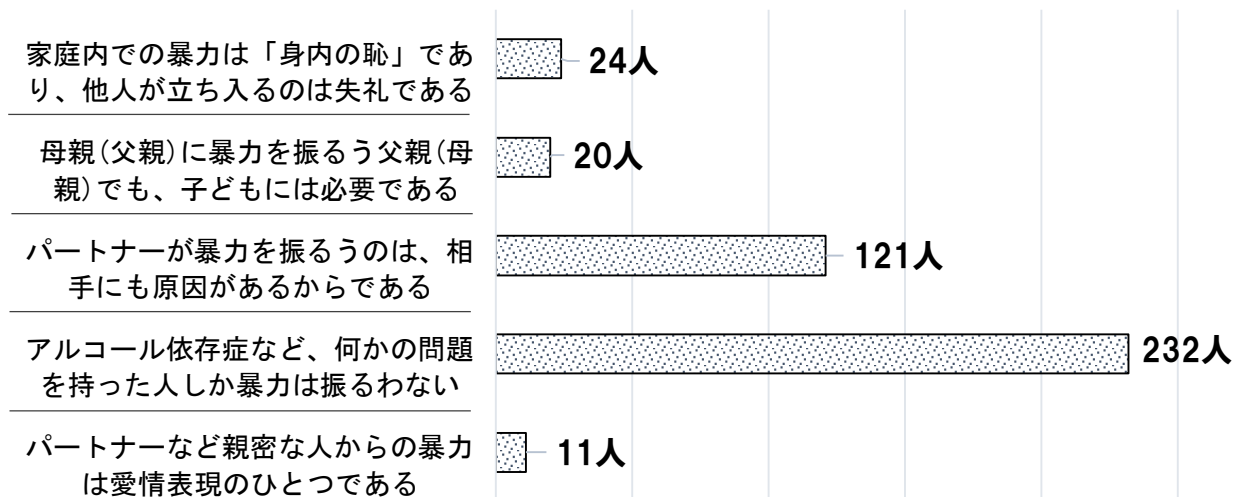 家庭内での暴力は「身内の恥」であ
り、他人が立ち入るのは失礼である
24人
母親(父親)に暴力を振るう父親(母
親)でも、子どもには必要である
20人
パートナーが暴力を振るうのは、相
手にも原因があるからである
121人
アルコール依存症など、何かの問題
を持った人しか暴力は振るわない
232人
パートナーなど親密な人からの暴力
は愛情表現のひとつである
11人